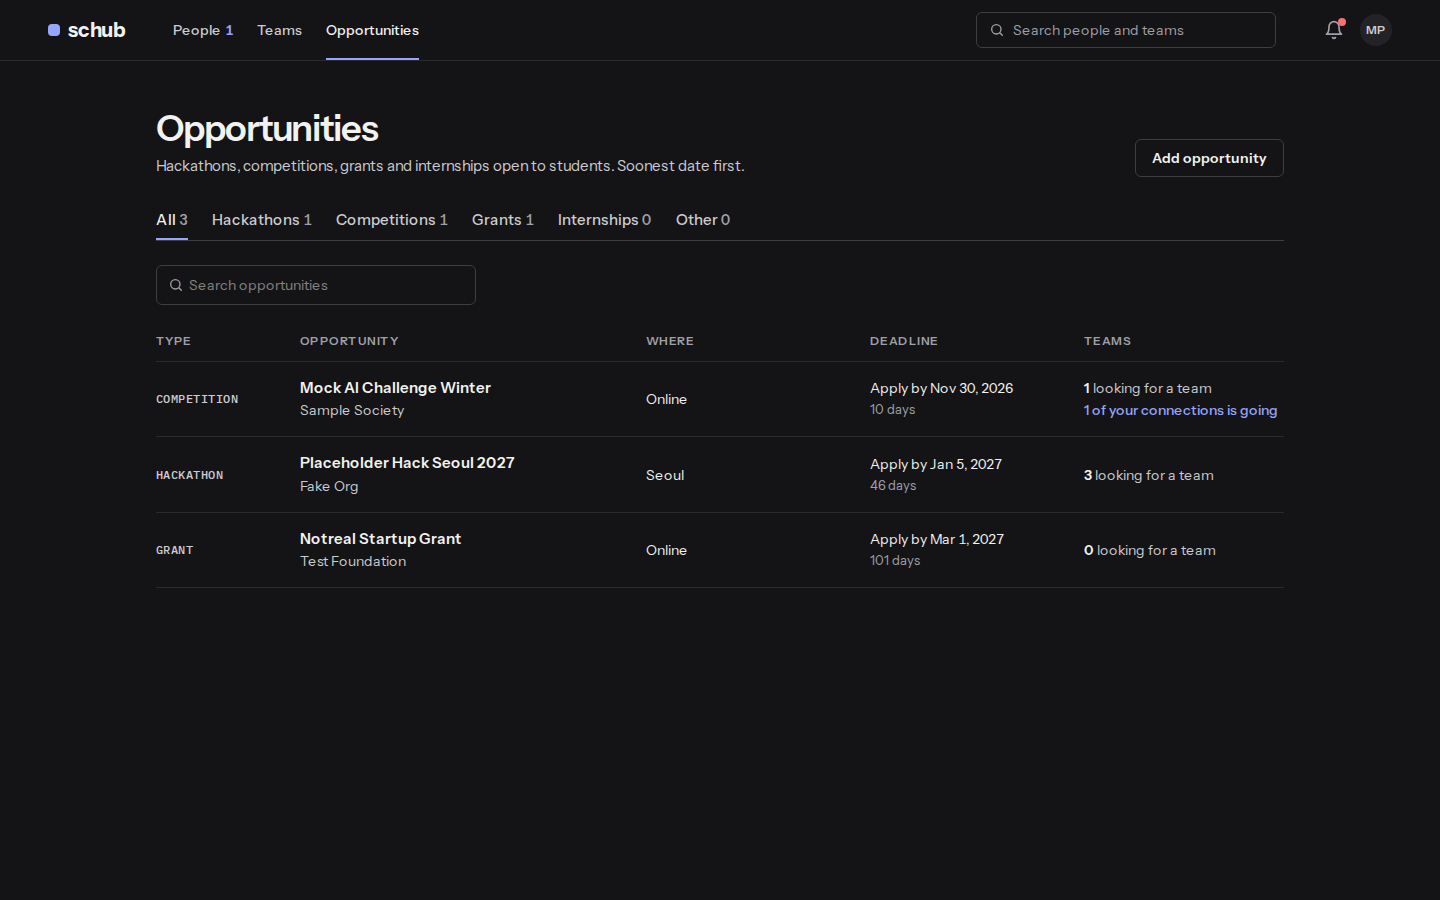 schub People 1 Teams Opportunities Search people and teams MP
Opportunities
Hackathons, competitions, grants and internships open to students. Soonest date first.
Add opportunity
All 3 Hackathons 1 Competitions 1 Grants 1 Internships 0 Other 0
Search opportunities
TYPE OPPORTUNITY WHERE DEADLINE TEAMS
COMPETITION
Mock AI Challenge Winter
Sample Society
Online
Apply by Nov 30, 2026
10 days
1 looking for a team
1 of your connections is going
HACKATHON
Placeholder Hack Seoul 2027
Fake Org
Seoul
Apply by Jan 5, 2027
46 days
3 looking for a team
GRANT
Notreal Startup Grant
Test Foundation
Online
Apply by Mar 1, 2027
101 days
0 looking for a team